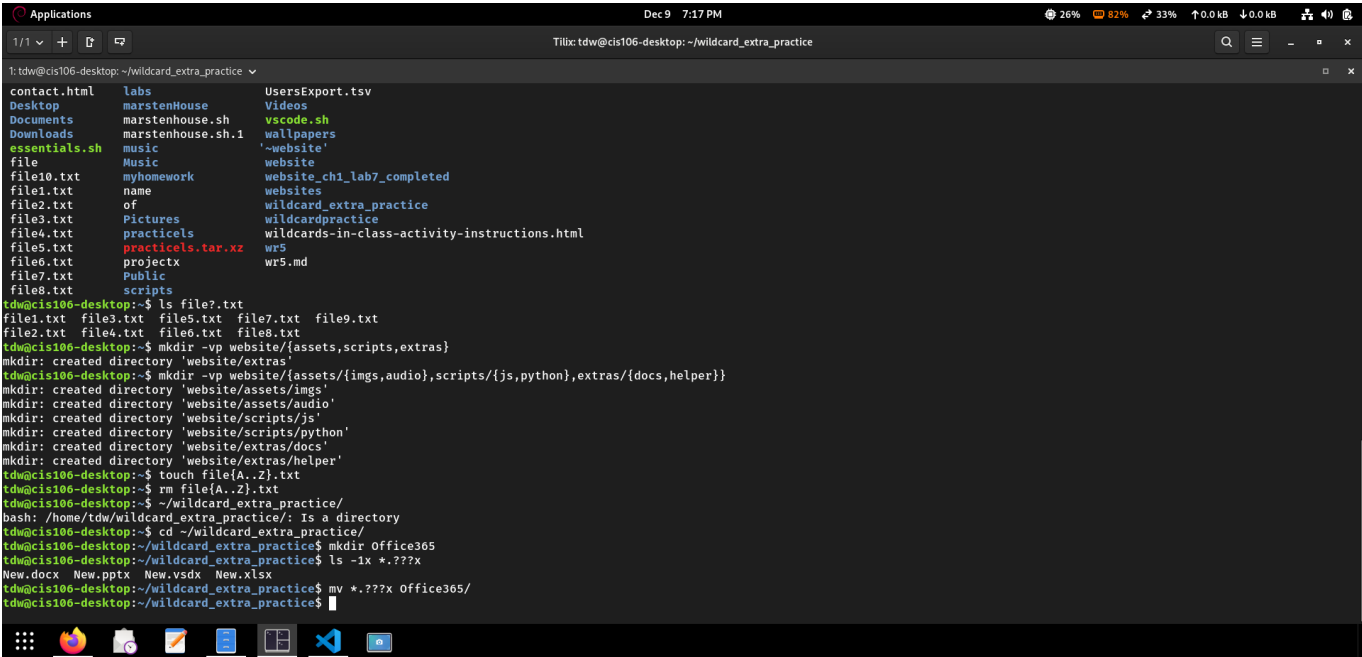 Applications
Dec 9 7:17 PM
26% 82% 33% ↑0.0 kB ↓0.0 kB
1/1
Tilix: tdw@cis106-desktop: ~/wildcard_extra_practice
1: tdw@cis106-desktop: ~/wildcard_extra_practice
contact.html labs UsersExport.tsv
Desktop marstenHouse Videos
Documents marstenhouse.sh vscode.sh
Downloads marstenhouse.sh.1 wallpapers
essentials.sh music '~website'
file Music website
file10.txt myhomework website_ch1_lab7_completed
file1.txt name websites
file2.txt of wildcard_extra_practice
file3.txt Pictures wildcardpractice
file4.txt practicels wildcards-in-class-activity-instructions.html
file5.txt practicels.tar.xz wr5
file6.txt projectx wr5.md
file7.txt Public
file8.txt scripts
tdw@cis106-desktop:~$ ls file?.txt
file1.txt file3.txt file5.txt file7.txt file9.txt
file2.txt file4.txt file6.txt file8.txt
tdw@cis106-desktop:~$ mkdir -vp website/{assets,scripts,extras}
mkdir: created directory 'website/extras'
tdw@cis106-desktop:~$ mkdir -vp website/{assets/{imgs,audio},scripts/{js,python},extras/{docs,helper}}
mkdir: created directory 'website/assets/imgs'
mkdir: created directory 'website/assets/audio'
mkdir: created directory 'website/scripts/js'
mkdir: created directory 'website/scripts/python'
mkdir: created directory 'website/extras/docs'
mkdir: created directory 'website/extras/helper'
tdw@cis106-desktop:~$ touch file{A..Z}.txt
tdw@cis106-desktop:~$ rm file{A..Z}.txt
tdw@cis106-desktop:~$ ~/wildcard_extra_practice/
bash: /home/tdw/wildcard_extra_practice/: Is a directory
tdw@cis106-desktop:~$ cd ~/wildcard_extra_practice/
tdw@cis106-desktop:~/wildcard_extra_practice$ mkdir Office365
tdw@cis106-desktop:~/wildcard_extra_practice$ ls -1x *.???x
New.docx New.pptx New.vsdx New.xlsx
tdw@cis106-desktop:~/wildcard_extra_practice$ mv *.???x Office365/
tdw@cis106-desktop:~/wildcard_extra_practice$